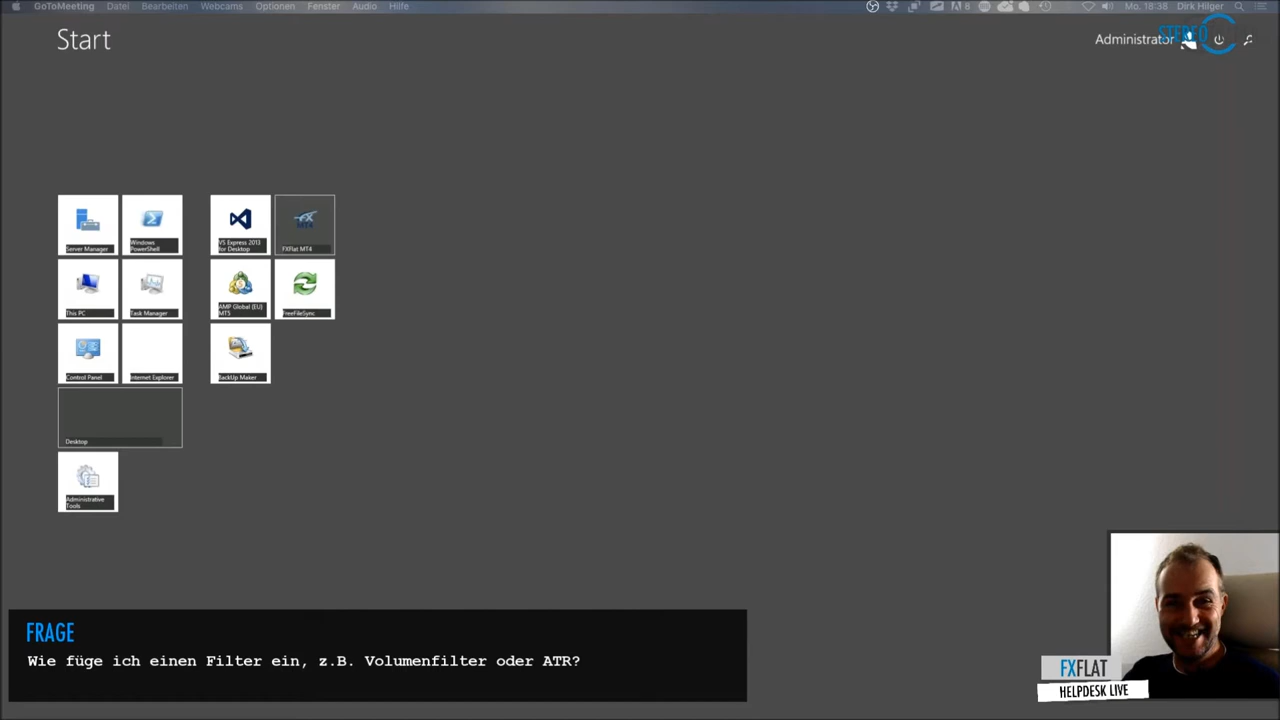 GoToMeeting Datei Bearbeiten Webcams Optionen Fenster Audio Hilfe
8 Mo. 18:38 Dirk Hilger
Start
Administrator
STEREO
Server Manager
Windows
PowerShell
VS Express 2013
for Desktop
FXFlat MT4
This PC
Task Manager
AMP Global (EU)
MT5
FreeFileSync
Control Panel
Internet Explorer
BackUp Maker
Desktop
Administrative
Tools
FRAGE
Wie füge ich einen Filter ein, z.B. Volumenfilter oder ATR?
FXFLAT
HELPDESK LIVE